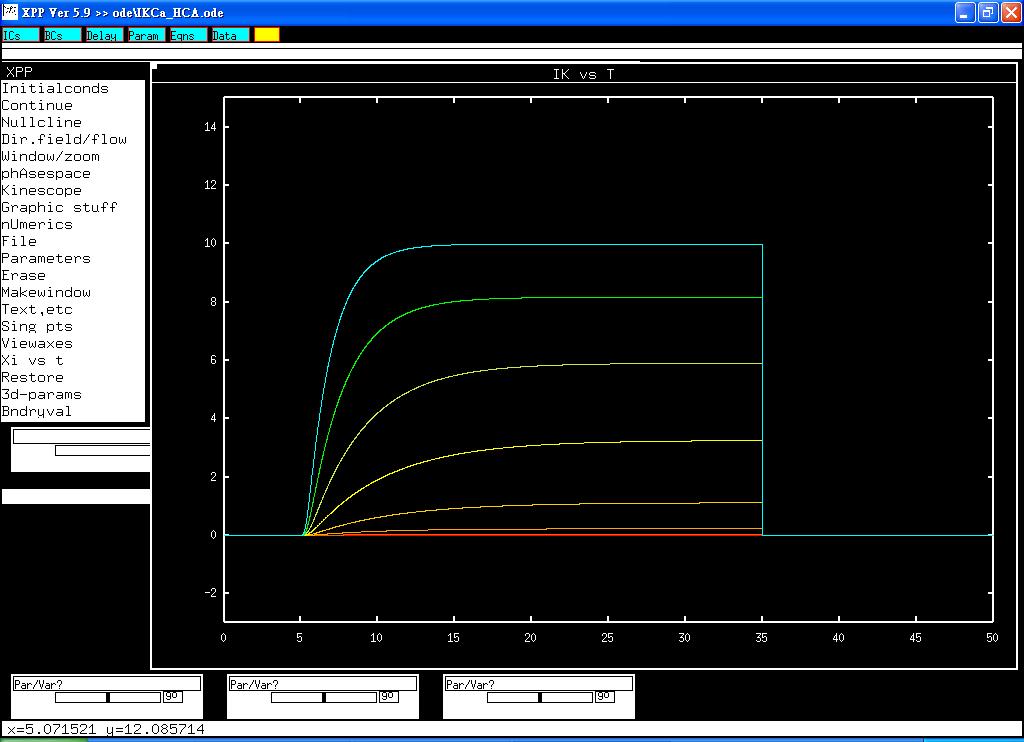 XPP Ver 5.9 >> ode\IKCa_HCA.ode
ICs BCs Delay Param Eqns Data
XPP
Initialconds
Continue
Nullcline
Dir.field/flow
Window/zoom
phAsespace
Kinescope
Graphic stuff
nUmerics
File
Parameters
Erase
Makewindow
Text,etc
Sing pts
Viewaxes
Xi vs t
Restore
3d-params
Bndryval
IK vs T
14
12
10
8
6
4
2
0
-2
0 5 10 15 20 25 30 35 40 45 50
Par/Var? Par/Var? Par/Var?
go go go
x=5.071521 y=12.085714